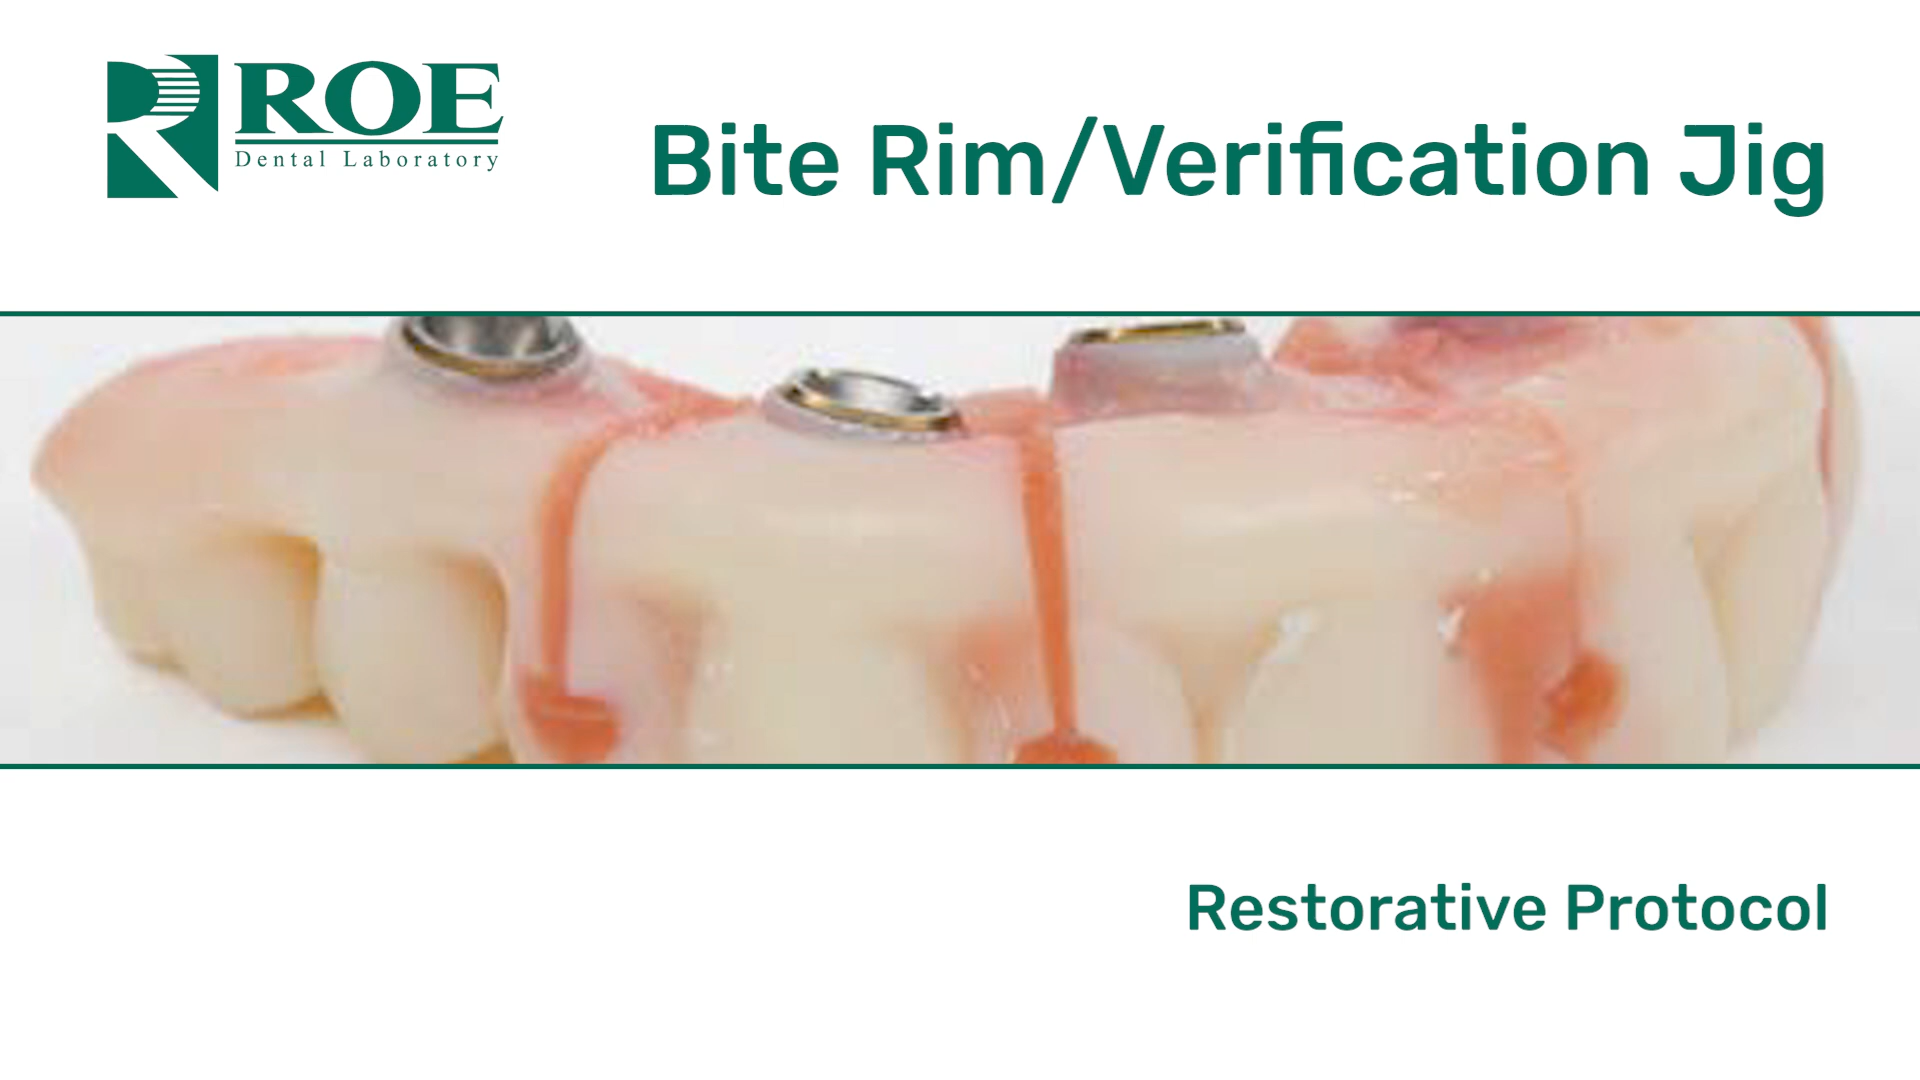 ROE
Dental Laboratory
Bite Rim/Verification Jig
Restorative Protocol